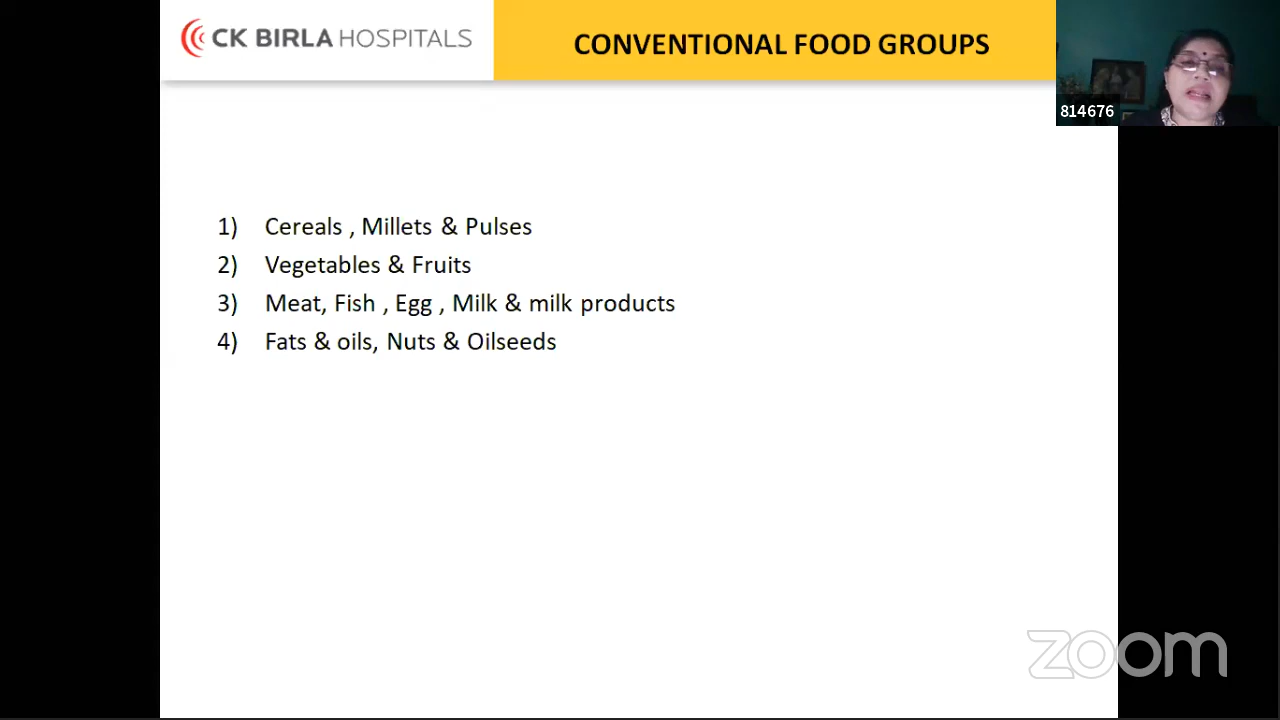 CK BIRLA HOSPITALS
CONVENTIONAL FOOD GROUPS
814676
1) Cereals , Millets & Pulses
2) Vegetables & Fruits
3) Meat, Fish , Egg , Milk & milk products
4) Fats & oils, Nuts & Oilseeds
zoom